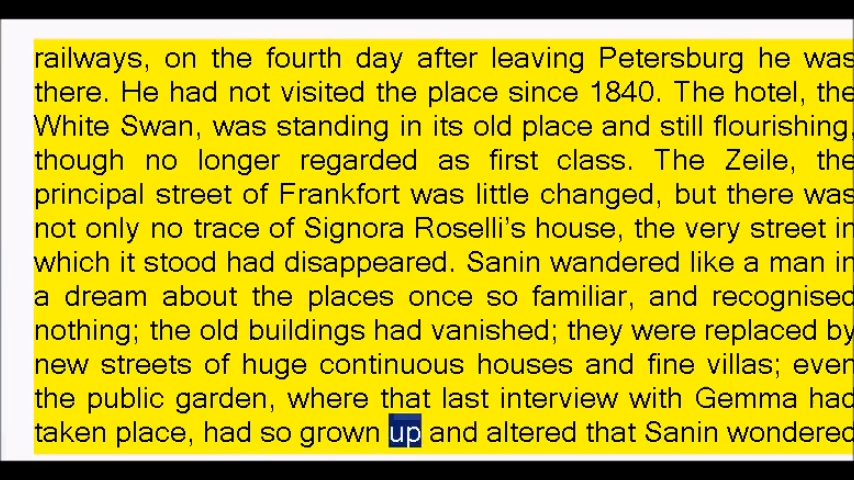 railways, on the fourth day after leaving Petersburg he was
there. He had not visited the place since 1840. The hotel, the
White Swan, was standing in its old place and still flourishing,
though no longer regarded as first class. The Zeile, the
principal street of Frankfort was little changed, but there was
not only no trace of Signora Roselli’s house, the very street in
which it stood had disappeared. Sanin wandered like a man in
a dream about the places once so familiar, and recognised
nothing; the old buildings had vanished; they were replaced by
new streets of huge continuous houses and fine villas; even
the public garden, where that last interview with Gemma had
taken place, had so grown up and altered that Sanin wondered